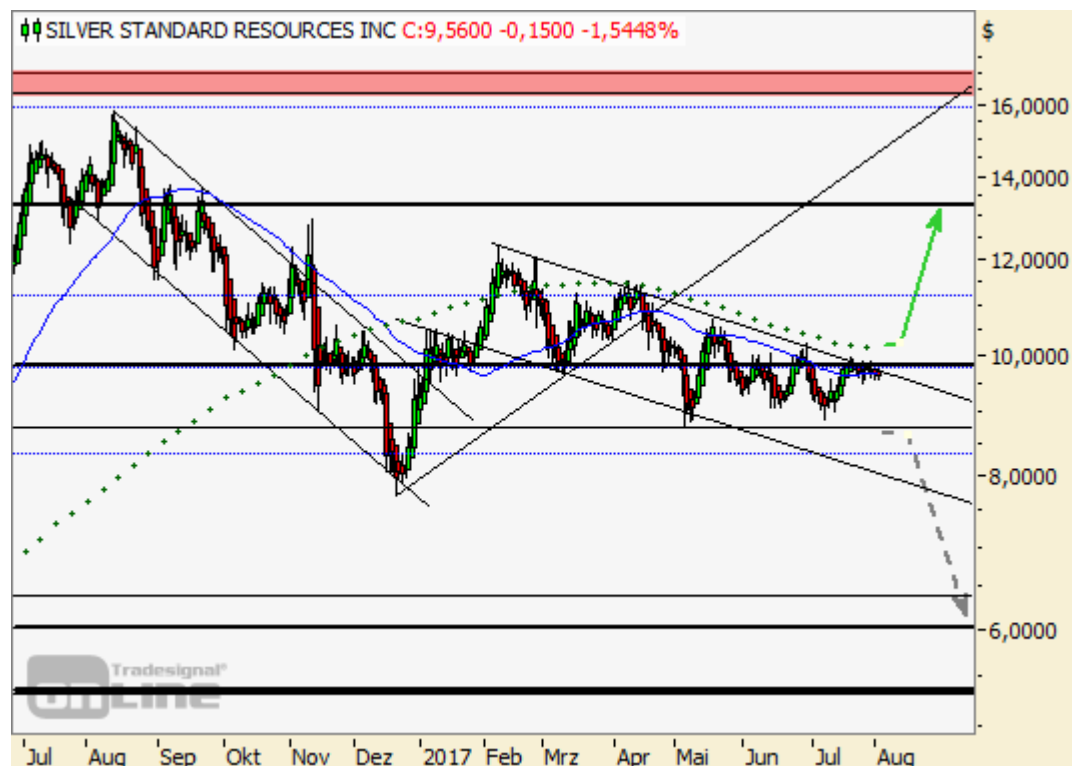 SILVER STANDARD RESOURCES INC C:9,5600 -0,1500 -1,5448%
$
16,0000
14,0000
12,0000
10,0000
8,0000
6,0000
Tradesignal®
onLINE
Jul Aug Sep Okt Nov Dez 2017 Feb Mrz Apr Mai Jun Jul Aug